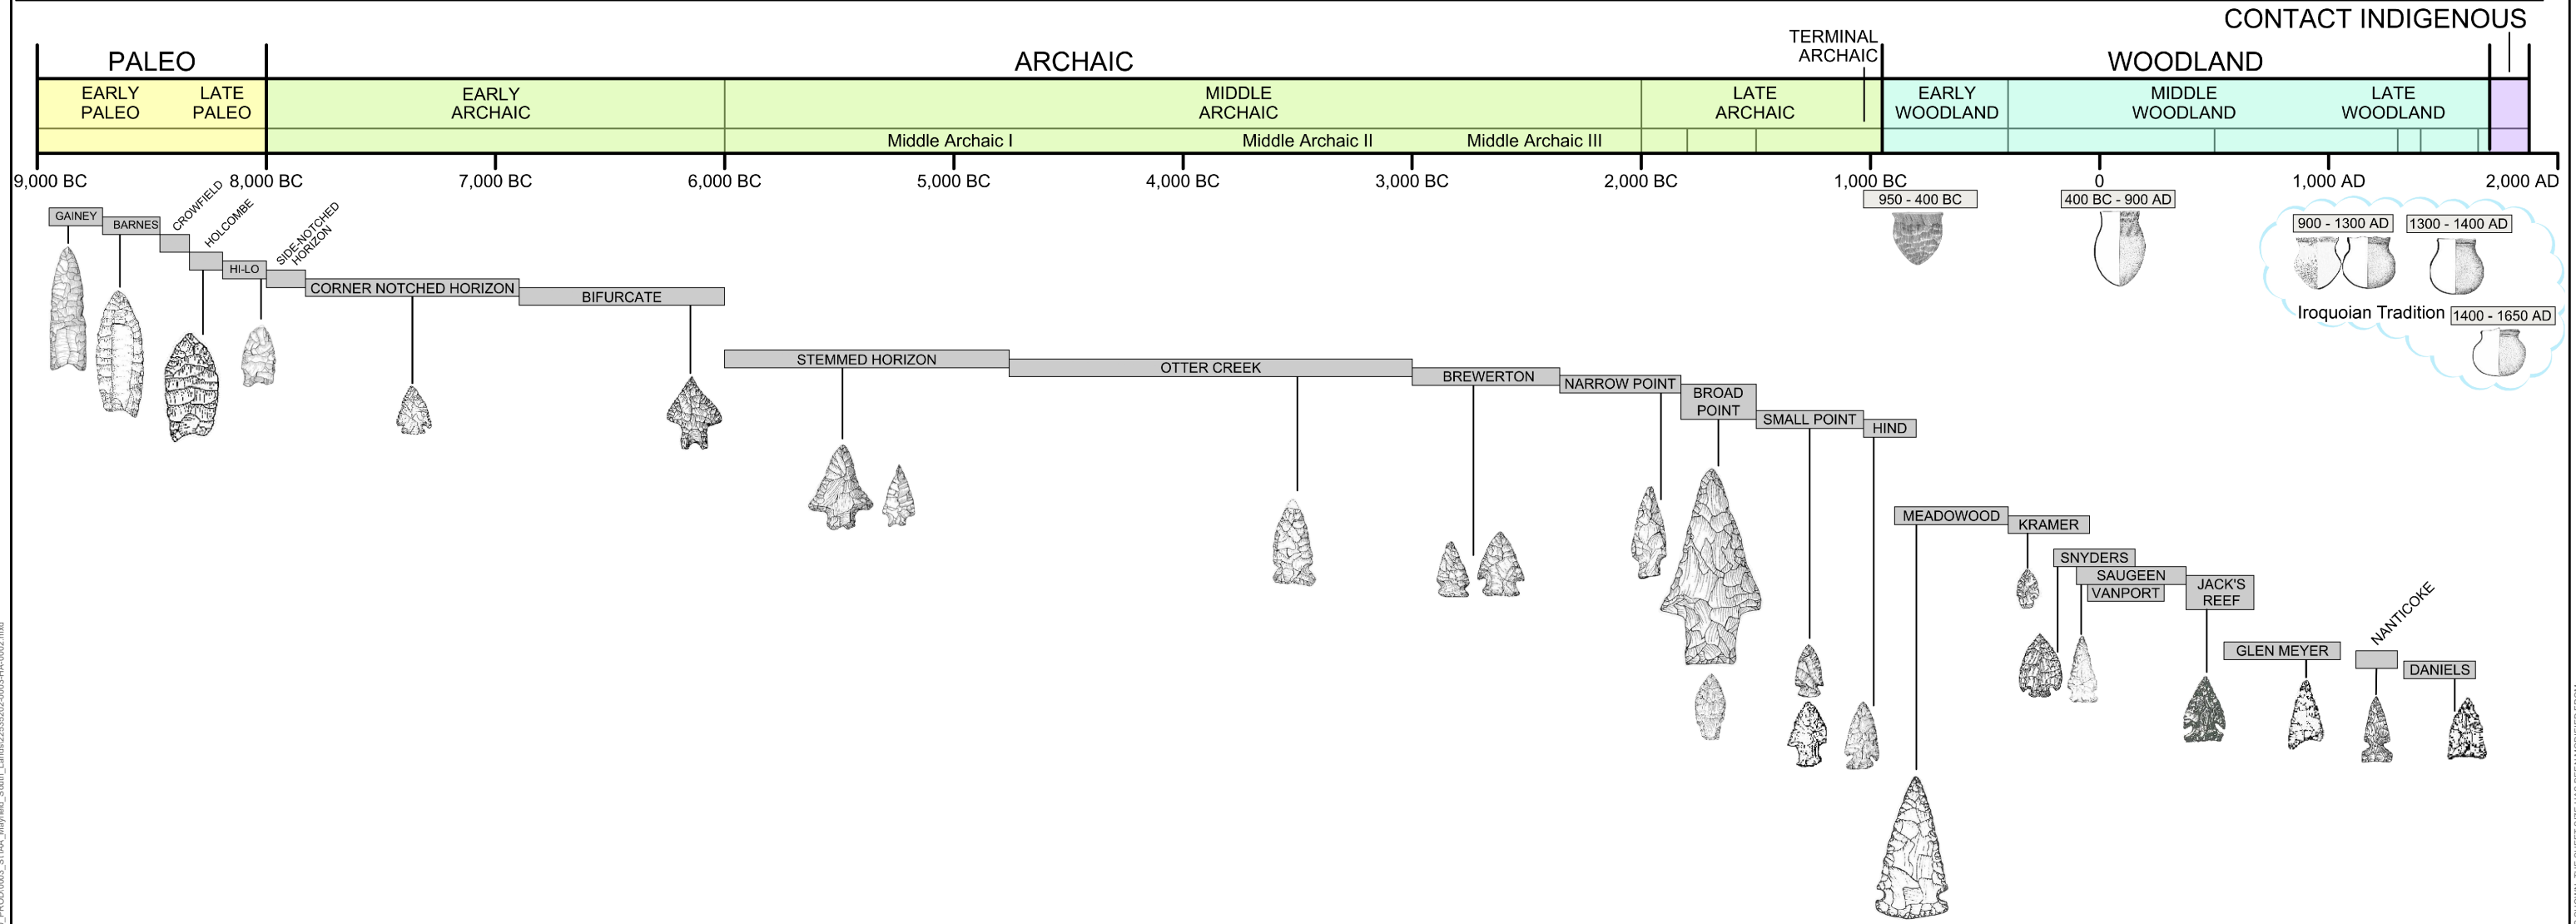 CONTACT INDIGENOUS
TERMINAL
ARCHAIC
PALEO
ARCHAIC
WOODLAND
EARLY
PALEO
LATE
PALEO
EARLY
ARCHAIC
MIDDLE
ARCHAIC
LATE
ARCHAIC
EARLY
WOODLAND
MIDDLE
WOODLAND
LATE
WOODLAND
Middle Archaic I
Middle Archaic II
Middle Archaic III
9,000 BC
8,000 BC
7,000 BC
6,000 BC
5,000 BC
4,000 BC
3,000 BC
2,000 BC
1,000 BC
0
1,000 AD
2,000 AD
950 - 400 BC
400 BC - 900 AD
900 - 1300 AD
1300 - 1400 AD
Iroquoian Tradition
1400 - 1650 AD
GAINEY
BARNES
CROWFIELD
HOLCOMBE
HI-LO
SIDE-NOTCHED
HORIZON
CORNER NOTCHED HORIZON
BIFURCATE
STEMMED HORIZON
OTTER CREEK
BREWERTON
NARROW POINT
BROAD
POINT
SMALL POINT
HIND
MEADOWOOD
KRAMER
SNYDERS
SAUGEEN
VANPORT
JACK'S
REEF
GLEN MEYER
NANTICOKE
DANIELS